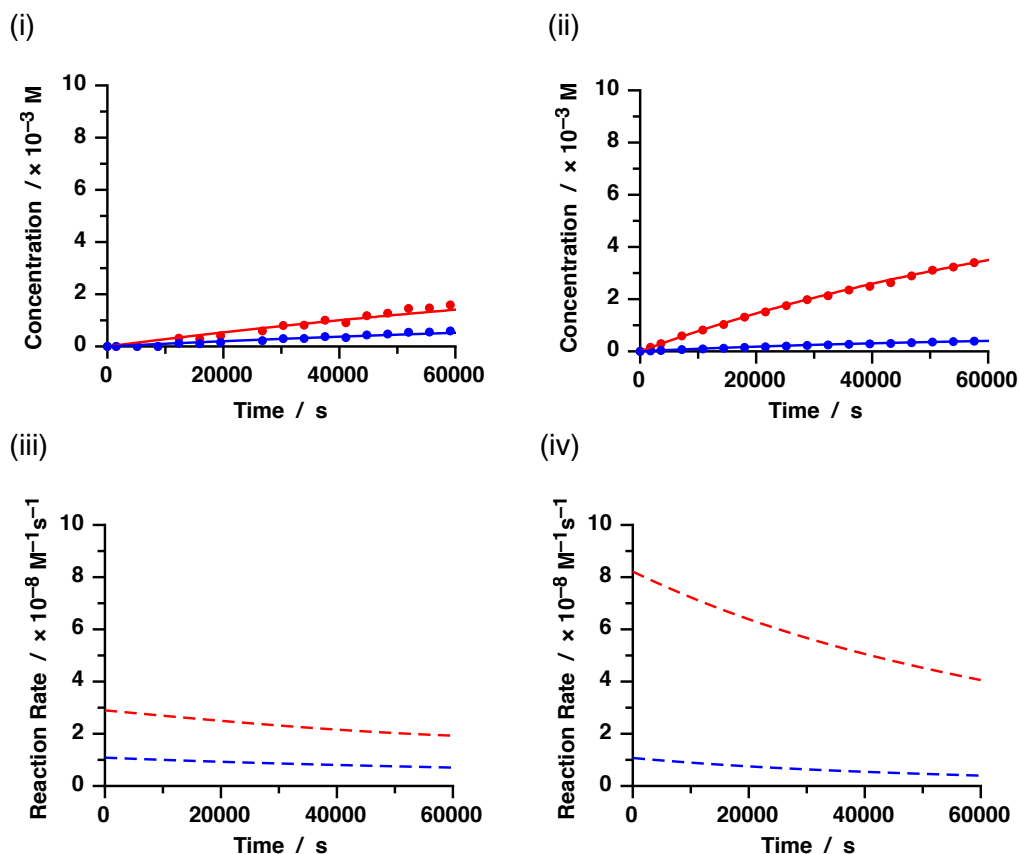 (i)
10
8
6
4
2
0
Concentration / × 10⁻³ M
0 20000 40000 60000
Time / s
(ii)
10
8
6
4
2
0
Concentration / × 10⁻³ M
0 20000 40000 60000
Time / s
(iii)
10
8
6
4
2
0
Reaction Rate / × 10⁻⁸ M⁻¹s⁻¹
0 20000 40000 60000
Time / s
(iv)
10
8
6
4
2
0
Reaction Rate / × 10⁻⁸ M⁻¹s⁻¹
0 20000 40000 60000
Time / s